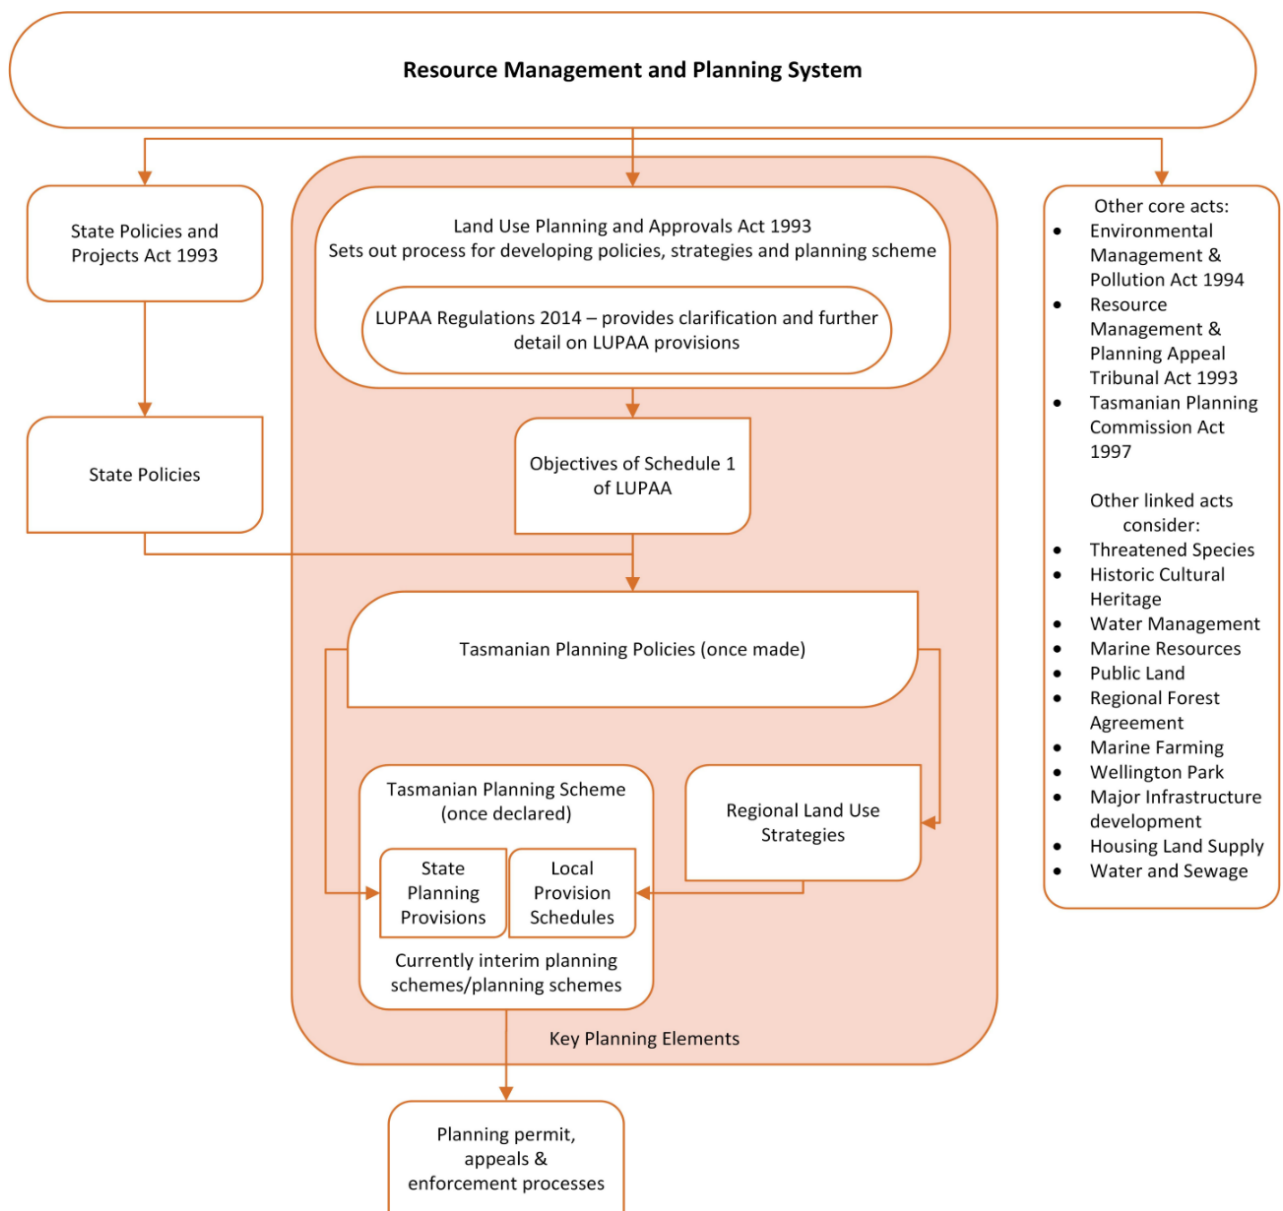 Resource Management and Planning System
State Policies and
Projects Act 1993
State Policies
Land Use Planning and Approvals Act 1993
Sets out process for developing policies, strategies and planning scheme
LUPAA Regulations 2014 – provides clarification and further
detail on LUPAA provisions
Objectives of Schedule 1
of LUPAA
Tasmanian Planning Policies (once made)
Tasmanian Planning Scheme
(once declared)
State
Planning
Provisions
Local
Provision
Schedules
Currently interim planning
schemes/planning schemes
Regional Land Use
Strategies
Key Planning Elements
Planning permit,
appeals &
enforcement processes
Other core acts:
• Environmental
Management &
Pollution Act 1994
• Resource
Management &
Planning Appeal
Tribunal Act 1993
• Tasmanian Planning
Commission Act
1997
Other linked acts
consider:
• Threatened Species
• Historic Cultural
Heritage
• Water Management
• Marine Resources
• Public Land
• Regional Forest
Agreement
• Marine Farming
• Wellington Park
• Major Infrastructure
development
• Housing Land Supply
• Water and Sewage